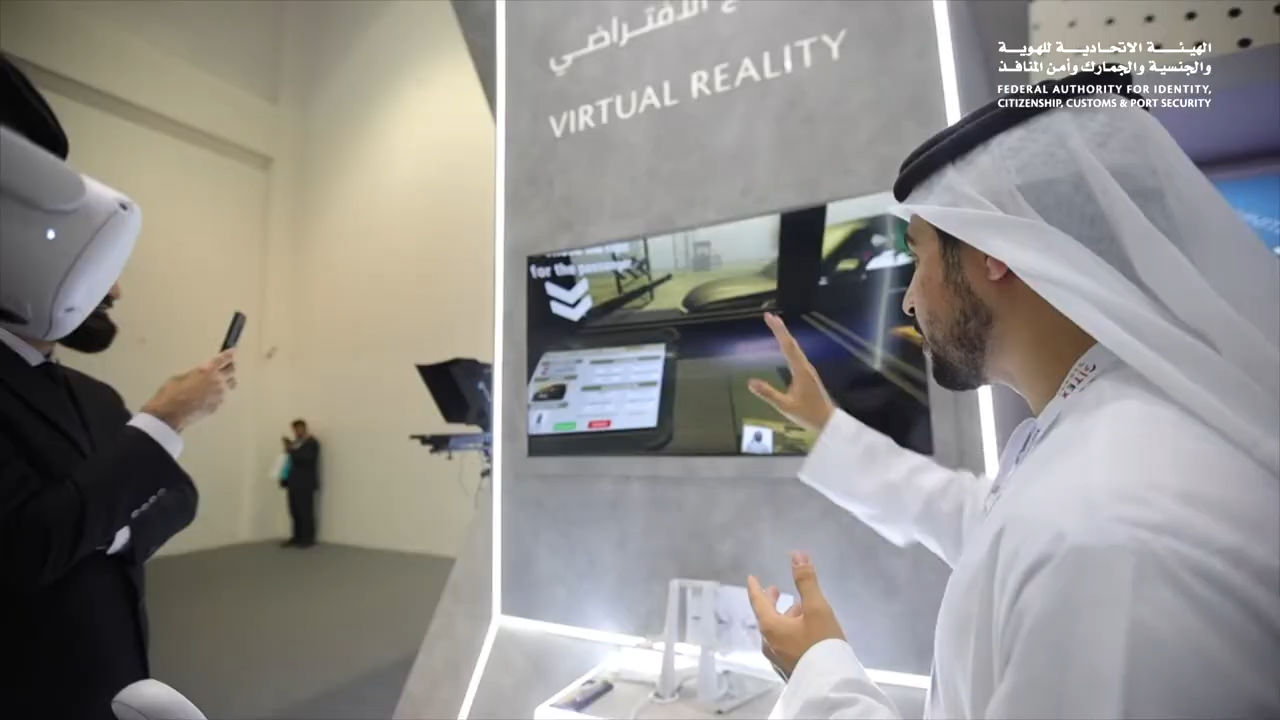 الهيئة الاتحادية للهوية
والجنسية والجمارك وأمن المنافذ
FEDERAL AUTHORITY FOR IDENTITY,
CITIZENSHIP, CUSTOMS & PORT SECURITY
الافتراضي
VIRTUAL REALITY
for the passenger
GITEX